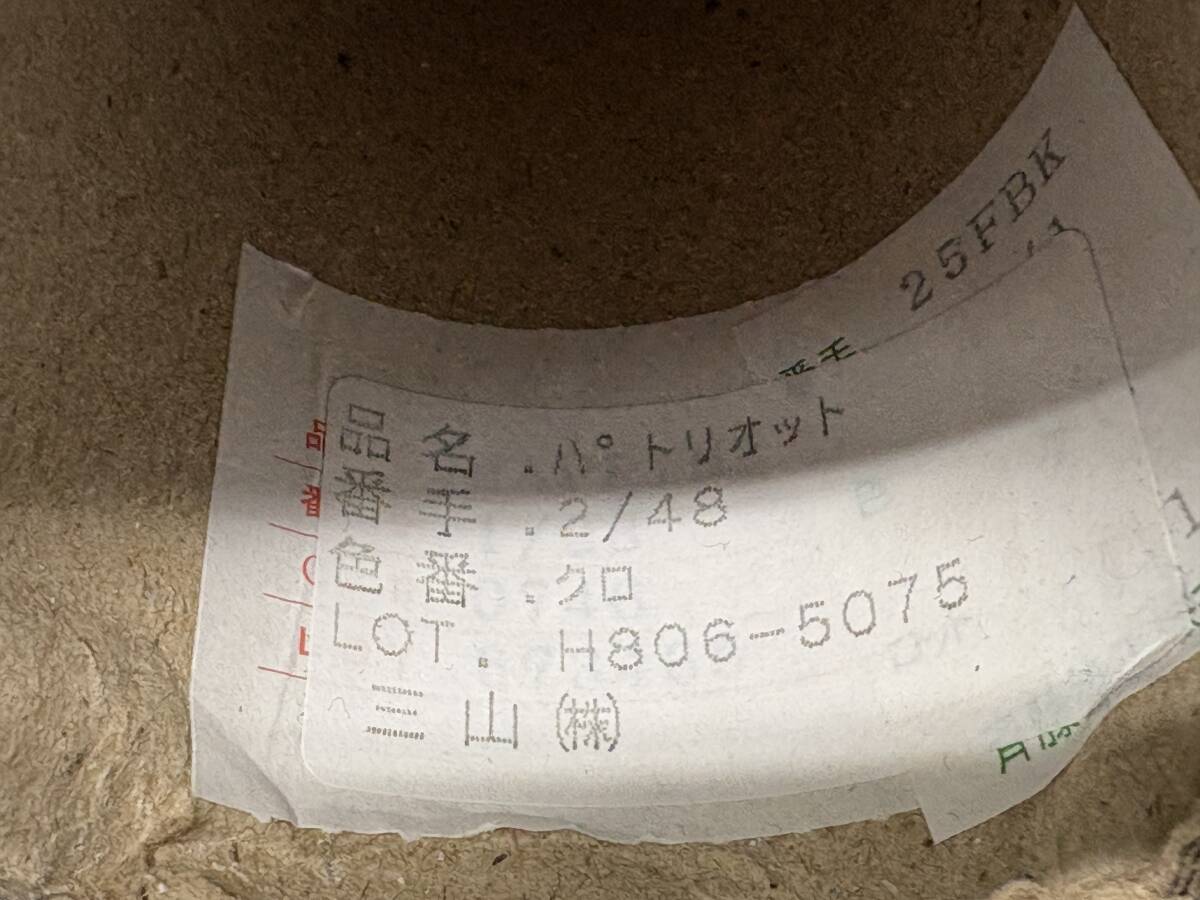 25FBK
品 名 .パトリオット
番 手 .2/48
色 番 .クロ
LOT. H806-5075
三 山 ㈱